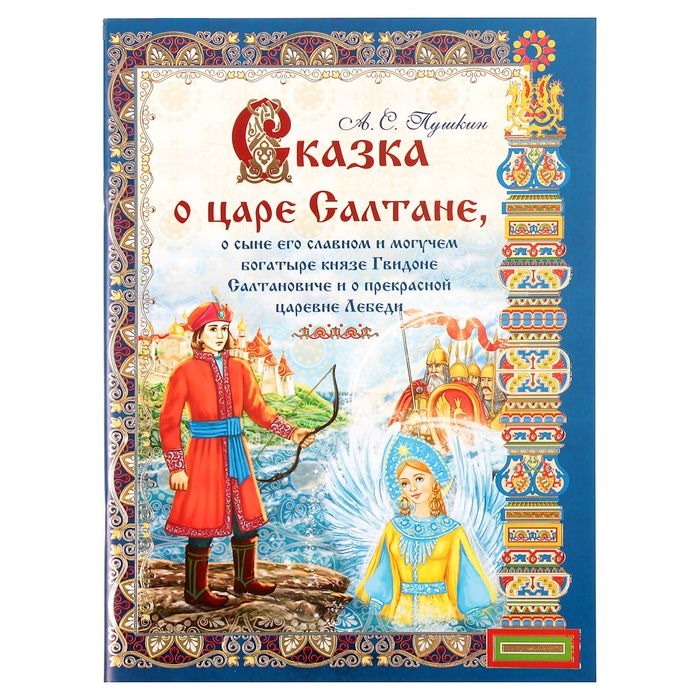 А. С. Пушкин
Сказка
о царе Салтане,
о сыне его славном и могучем
богатыре князе Гвидоне
Салтановиче и о прекрасной
царевне Лебеди